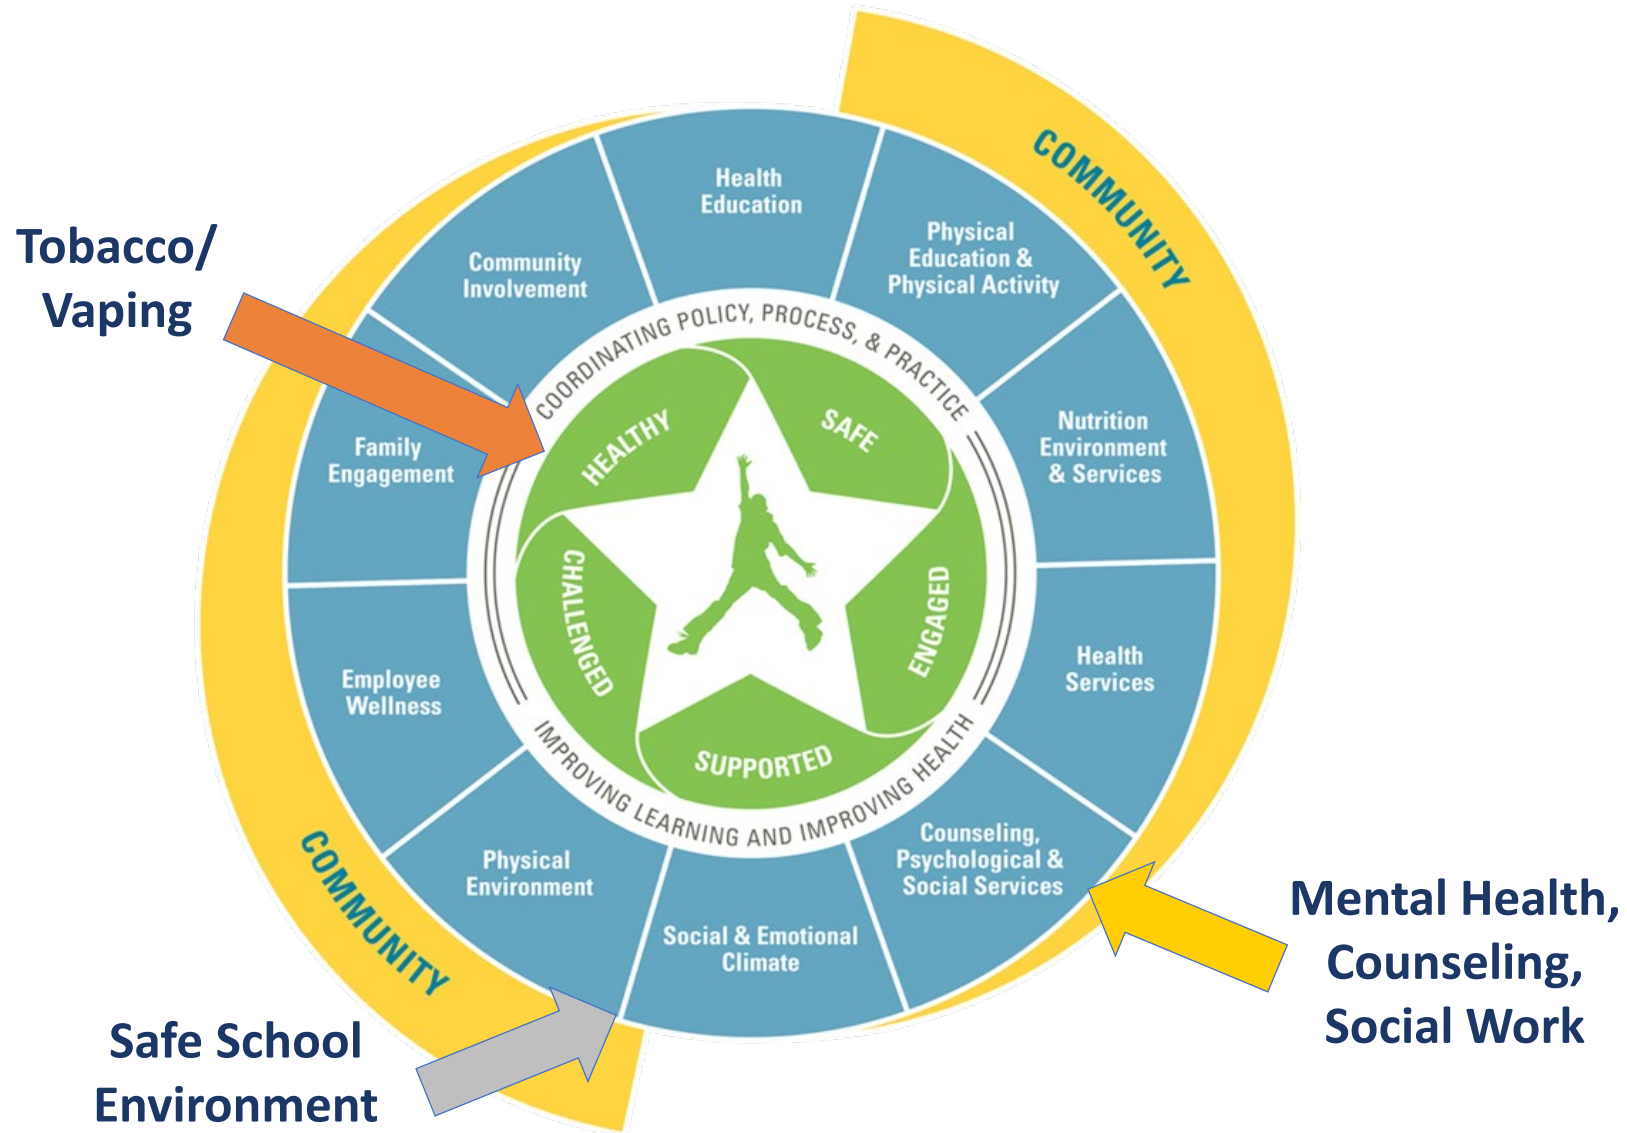 COMMUNITY
Health
Education
Physical
Education &
Physical Activity
Nutrition
Environment
& Services
Health
Services
Counseling,
Psychological &
Social Services
Social & Emotional
Climate
Physical
Environment
Employee
Wellness
Family
Engagement
Community
Involvement
COORDINATING POLICY, PROCESS, & PRACTICE
IMPROVING LEARNING AND IMPROVING HEALTH
HEALTHY
SAFE
ENGAGED
SUPPORTED
CHALLENGED
COMMUNITY
Tobacco/
Vaping
Mental Health,
Counseling,
Social Work
Safe School
Environment